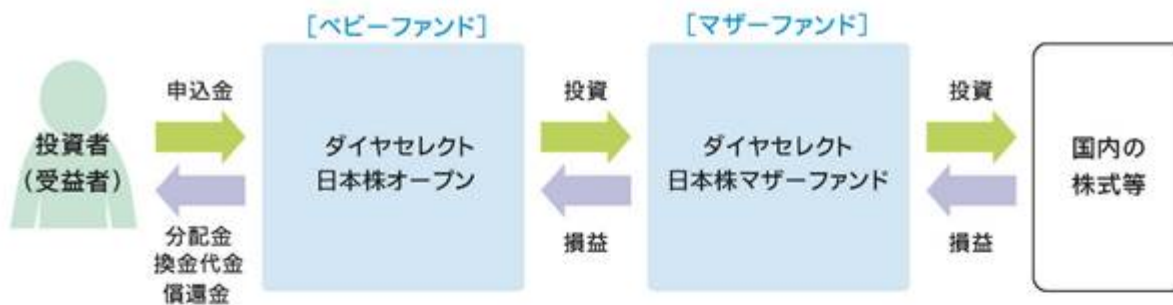 [ベビーファンド]
[マザーファンド]
投資者
(受益者)
申込金
分配金
換金代金
償還金
ダイヤセレクト
日本株オープン
投資
損益
ダイヤセレクト
日本株マザーファンド
投資
損益
国内の
株式等